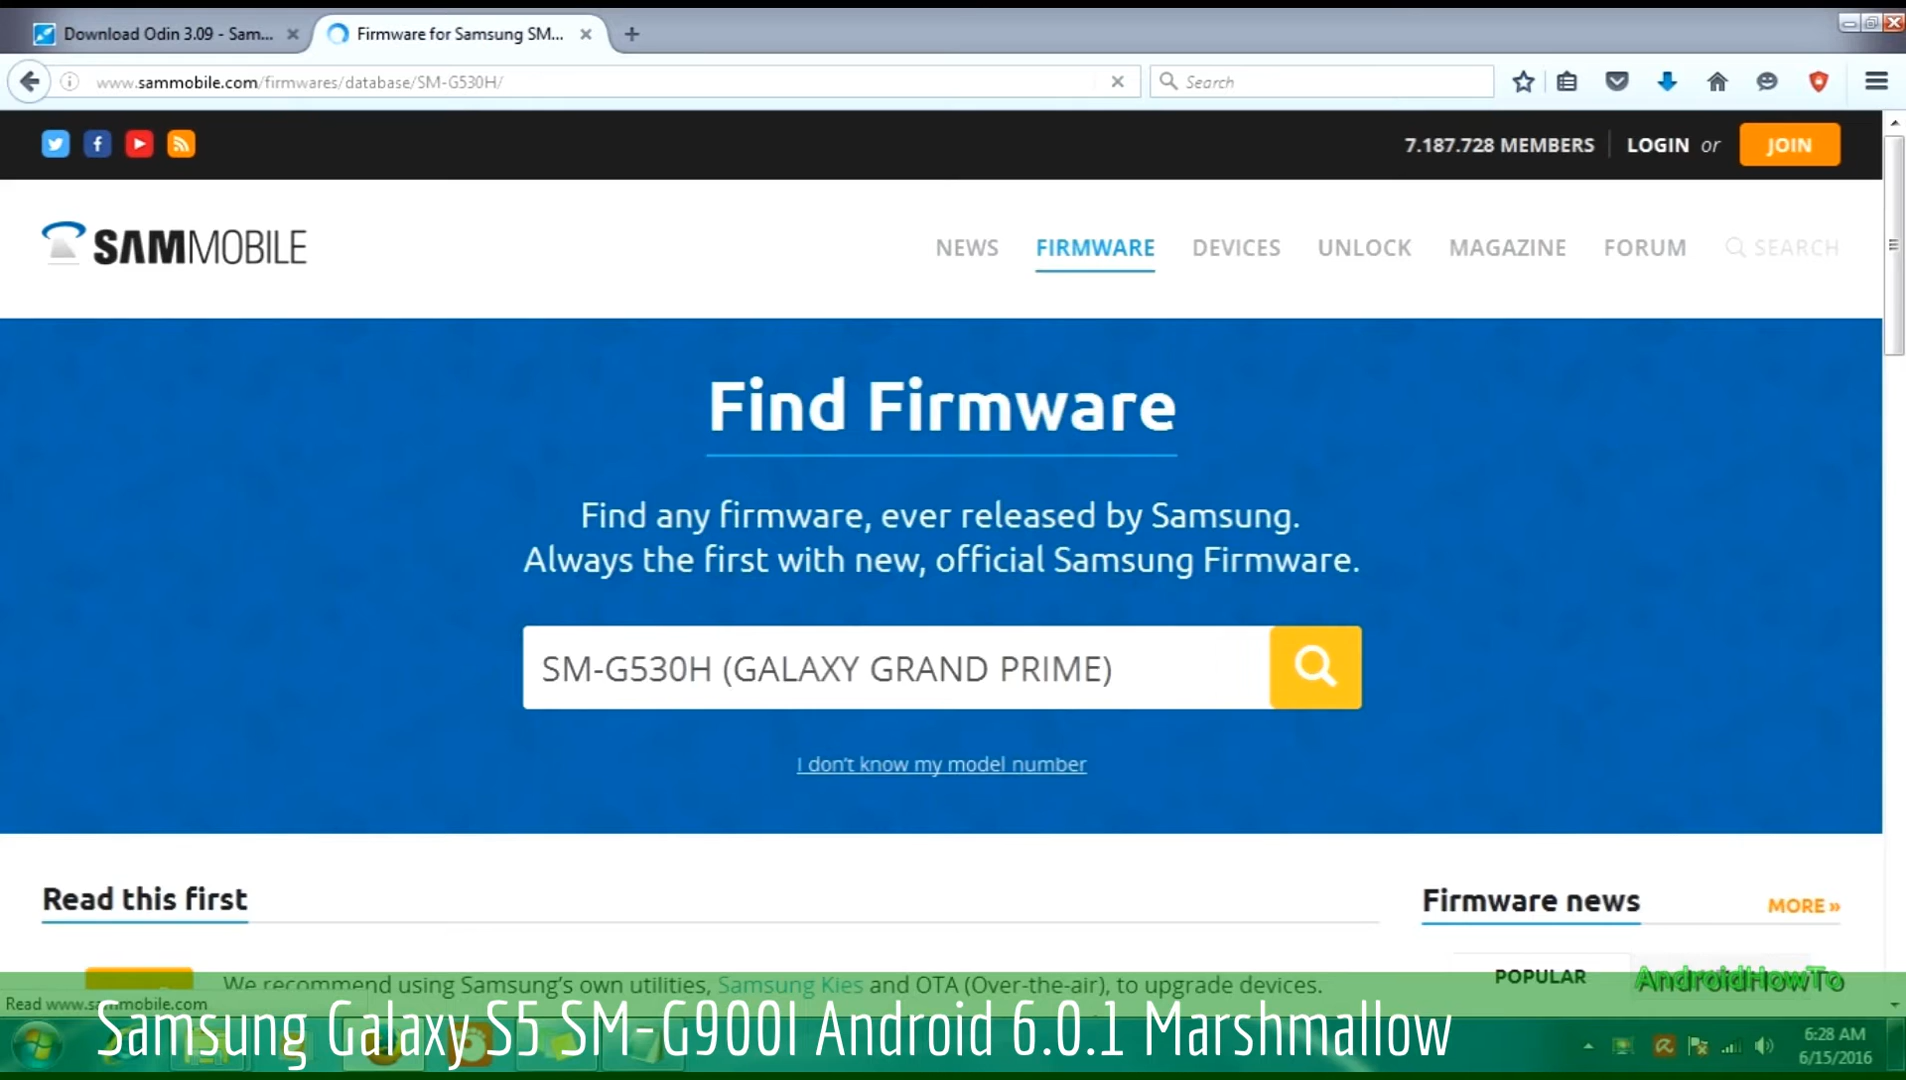 Download Odin 3.09 - Sam...
Firmware for Samsung SM...
www.sammobile.com/firmwares/database/SM-G530H/
Search
7.187.728 MEMBERS
LOGIN or
JOIN
SAMMOBILE
NEWS
FIRMWARE
DEVICES
UNLOCK
MAGAZINE
FORUM
SEARCH
Find Firmware
Find any firmware, ever released by Samsung.
Always the first with new, official Samsung Firmware.
SM-G530H (GALAXY GRAND PRIME)
I don't know my model number
Read this first
Firmware news
MORE »
We recommend using Samsung's own utilities, Samsung Kies and OTA (Over-the-air), to upgrade devices.
POPULAR
AndroidHowTo
Read www.sammobile.com
Samsung Galaxy S5 SM-G900I Android 6.0.1 Marshmallow
6:28 AM
6/15/2016